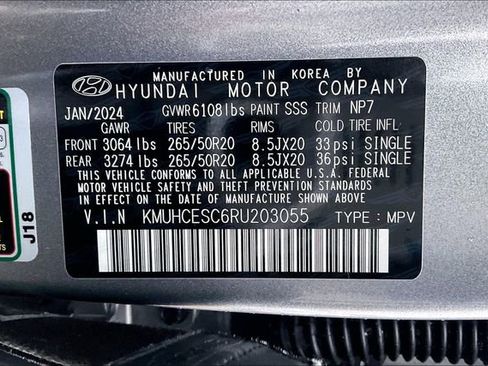 MANUFACTURED IN KOREA BY
HYUNDAI MOTOR COMPANY
JAN/2024 GVWR 6108 lbs PAINT SSS TRIM NP7
GAWR TIRES RIMS COLD TIRE INFL
FRONT 3064 lbs 265/50R20 8.5JX20 33psi SINGLE
REAR 3274 lbs 265/50R20 8.5JX20 36psi SINGLE
THIS VEHICLE CONFORMS TO ALL APPLICABLE U.S.A. FEDERAL
MOTOR VEHICLE SAFETY BUMPER, AND THEFT PREVENTION
STANDARDS IN EFFECT ON THE DATE OF MANUFACTURE SHOWN
ABOVE.
V.I.N KMUHCESC6RU203055 TYPE : MPV
J18